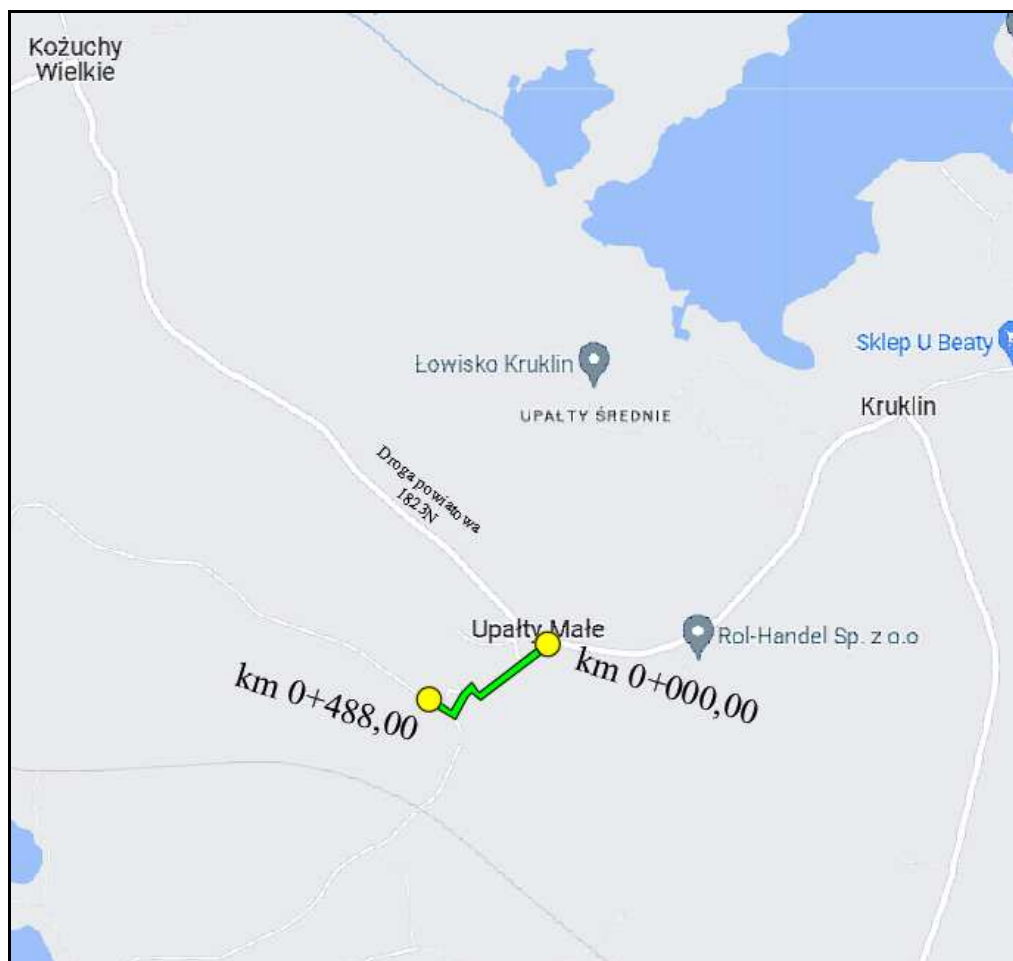 Kożuchy
Wielkie
Sklep U Beaty
Łowisko Kruklin
Kruklin
UPAŁTY ŚREDNIE
Droga powiatowa
1823N
Upałty Małe
Rol-Handel Sp. z o.o
km 0+488,00
km 0+000,00